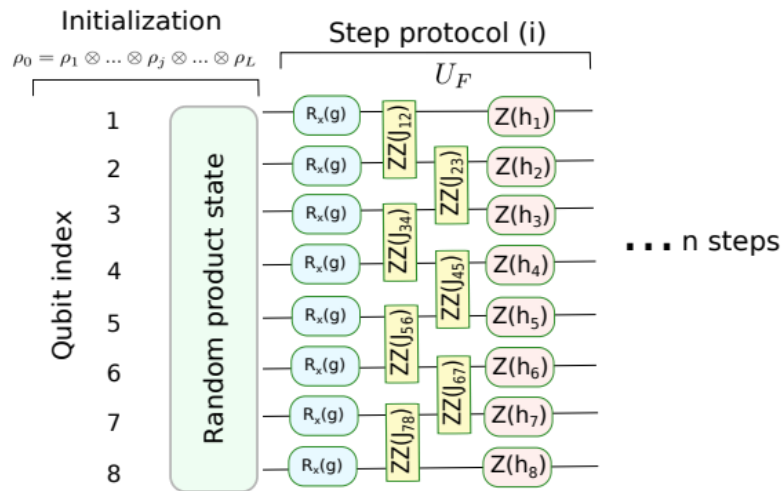 Initialization
Step protocol (i)
ρ₀ = ρ₁ ⊗ ... ⊗ ρⱼ ⊗ ... ⊗ ρ_L
U_F
Qubit index
1
2
3
4
5
6
7
8
Random product state
Rₓ(g)
Rₓ(g)
Rₓ(g)
Rₓ(g)
Rₓ(g)
Rₓ(g)
Rₓ(g)
Rₓ(g)
ZZ(J₁₂)
ZZ(J₃₄)
ZZ(J₅₆)
ZZ(J₇₈)
ZZ(J₂₃)
ZZ(J₄₅)
ZZ(J₆₇)
Z(h₁)
Z(h₂)
Z(h₃)
Z(h₄)
Z(h₅)
Z(h₆)
Z(h₇)
Z(h₈)
... n steps